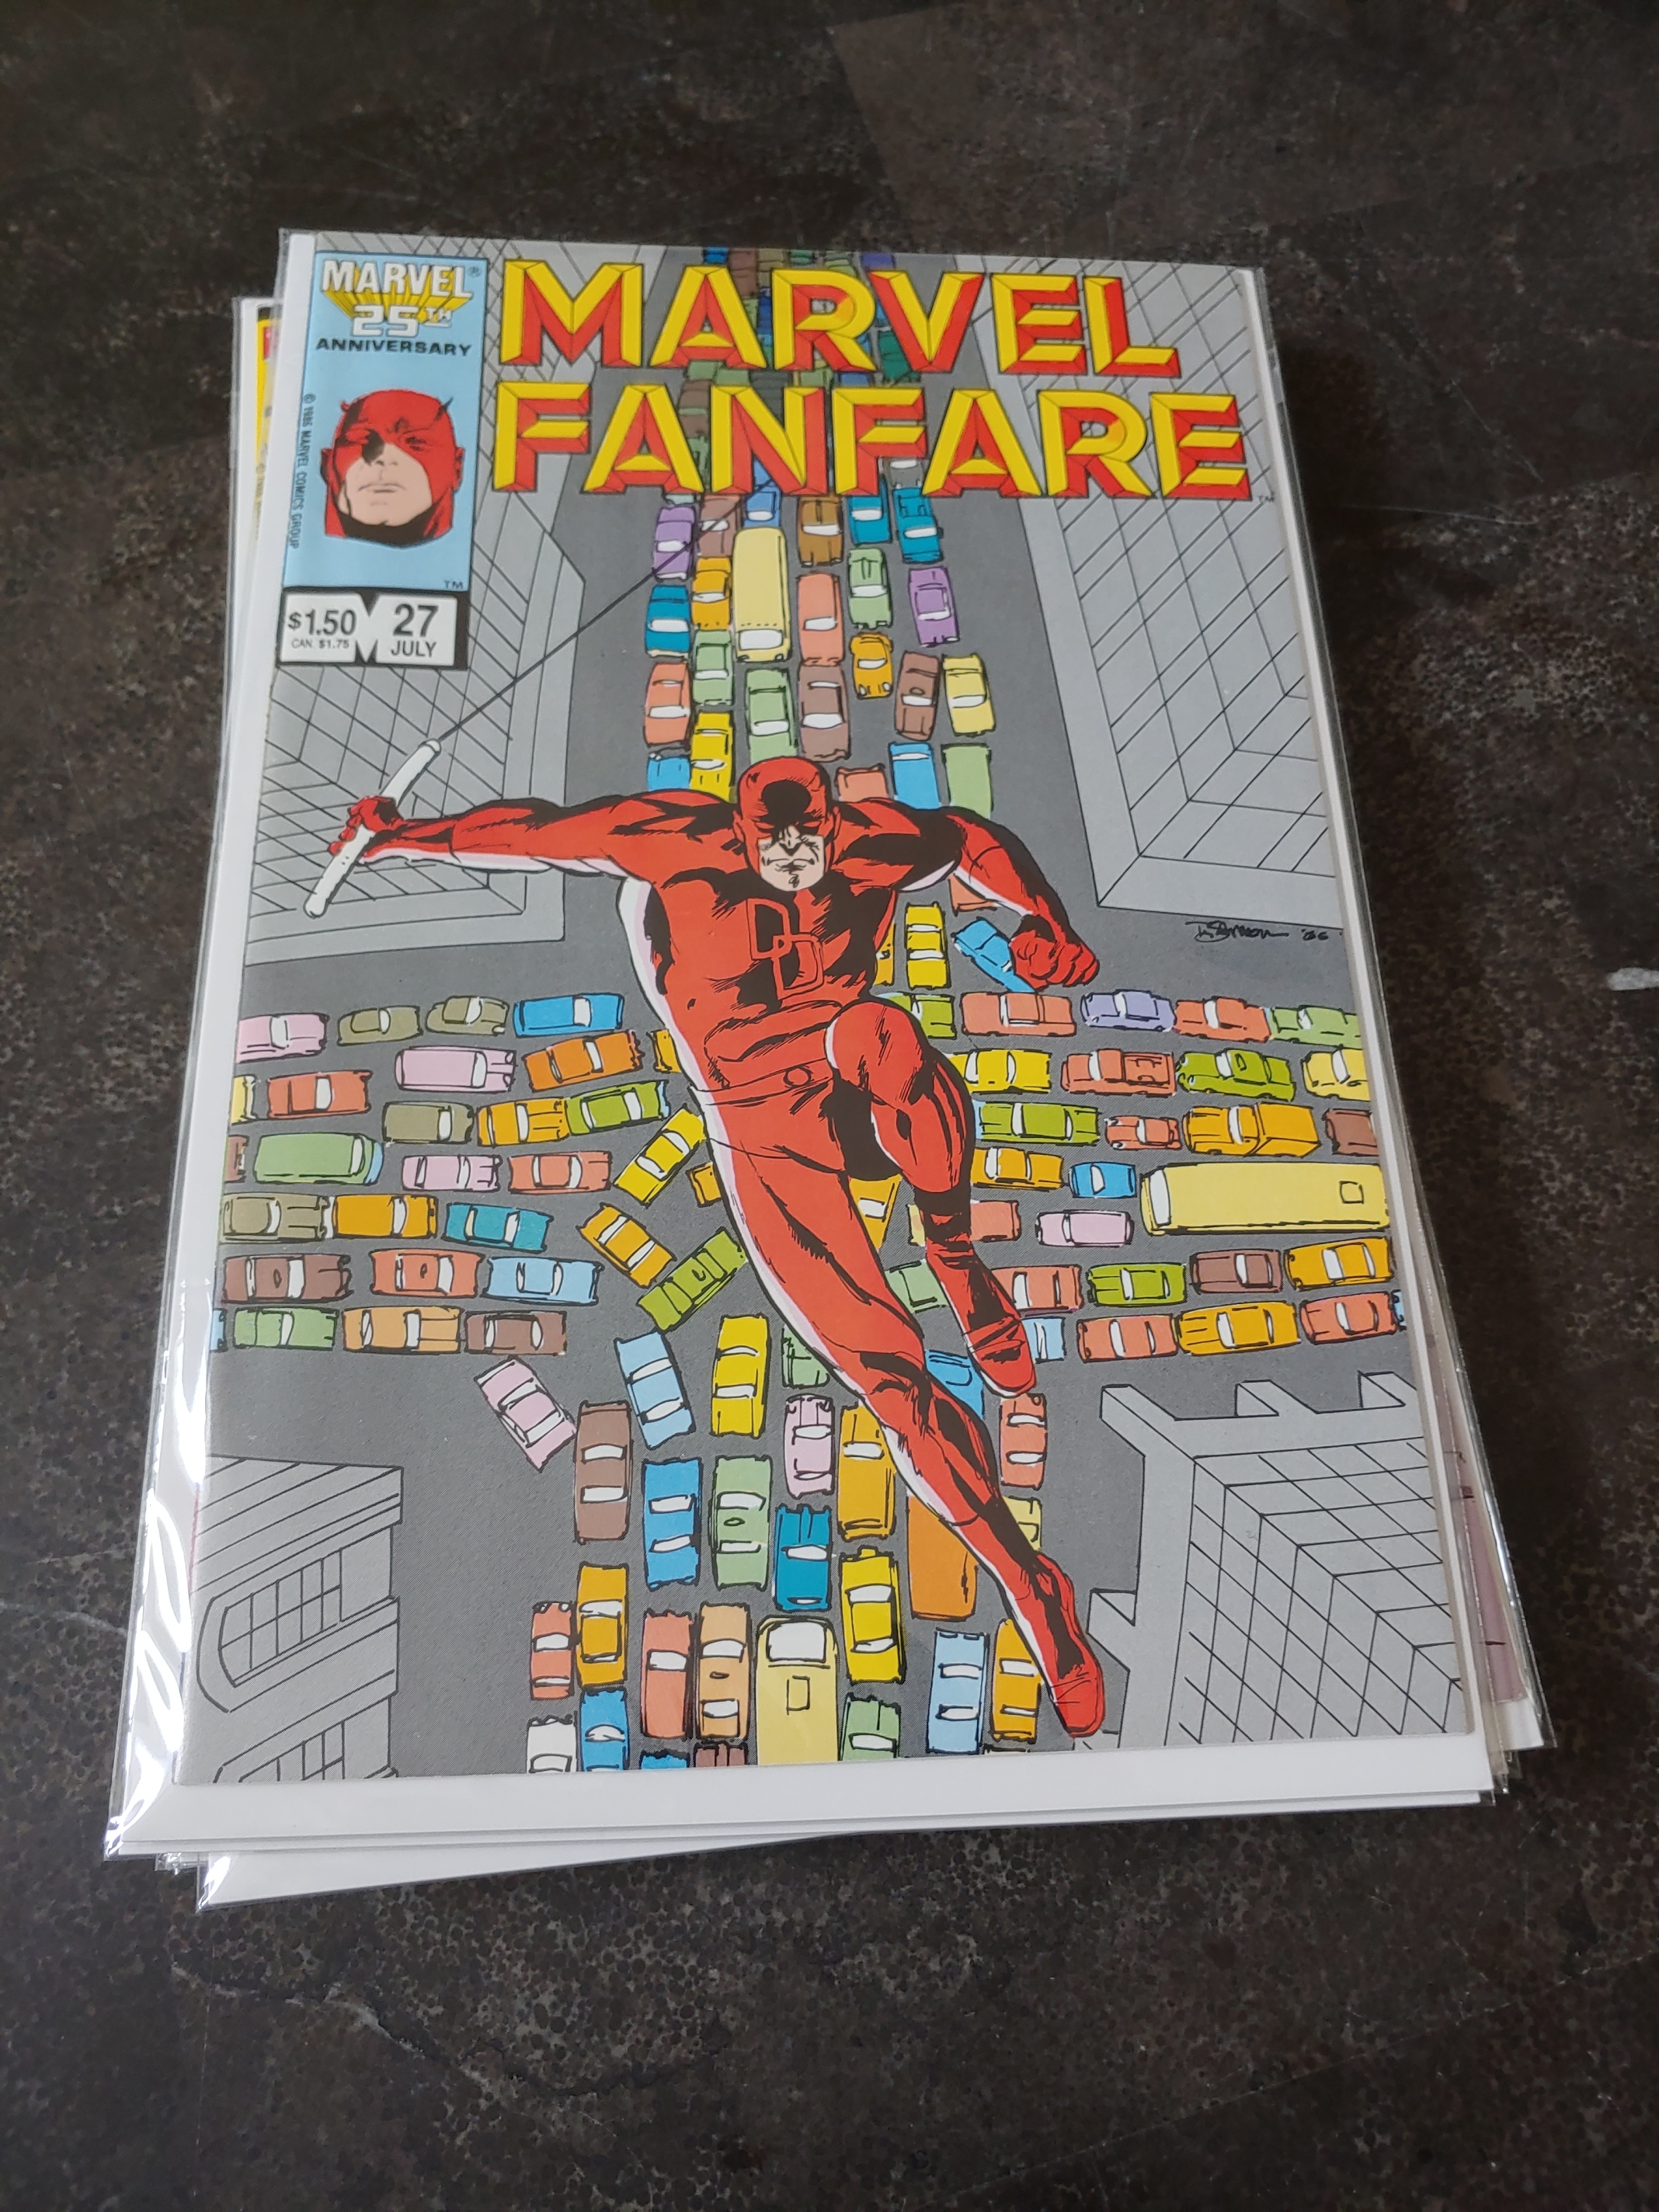 MARVEL®
25TH
ANNIVERSARY
MARVEL
FANFARE
TM
© 1986 MARVEL COMICS GROUP
TM
$1.50
CAN. $1.75
27
JULY
DD
'86